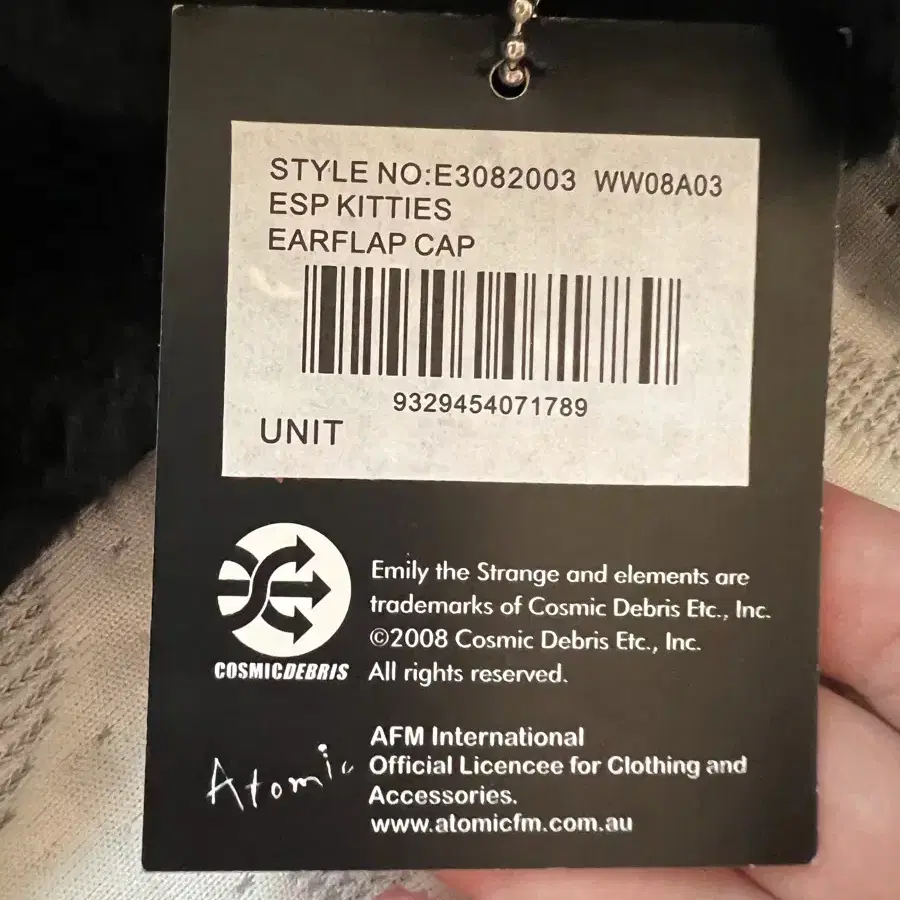 STYLE NO:E3082003 WW08A03
ESP KITTIES
EARFLAP CAP
9329454071789
UNIT
Emily the Strange and elements are
trademarks of Cosmic Debris Etc., Inc.
©2008 Cosmic Debris Etc., Inc.
All rights reserved.
COSMICDEBRIS
Atomic
AFM International
Official Licencee for Clothing and
Accessories.
www.atomicfm.com.au